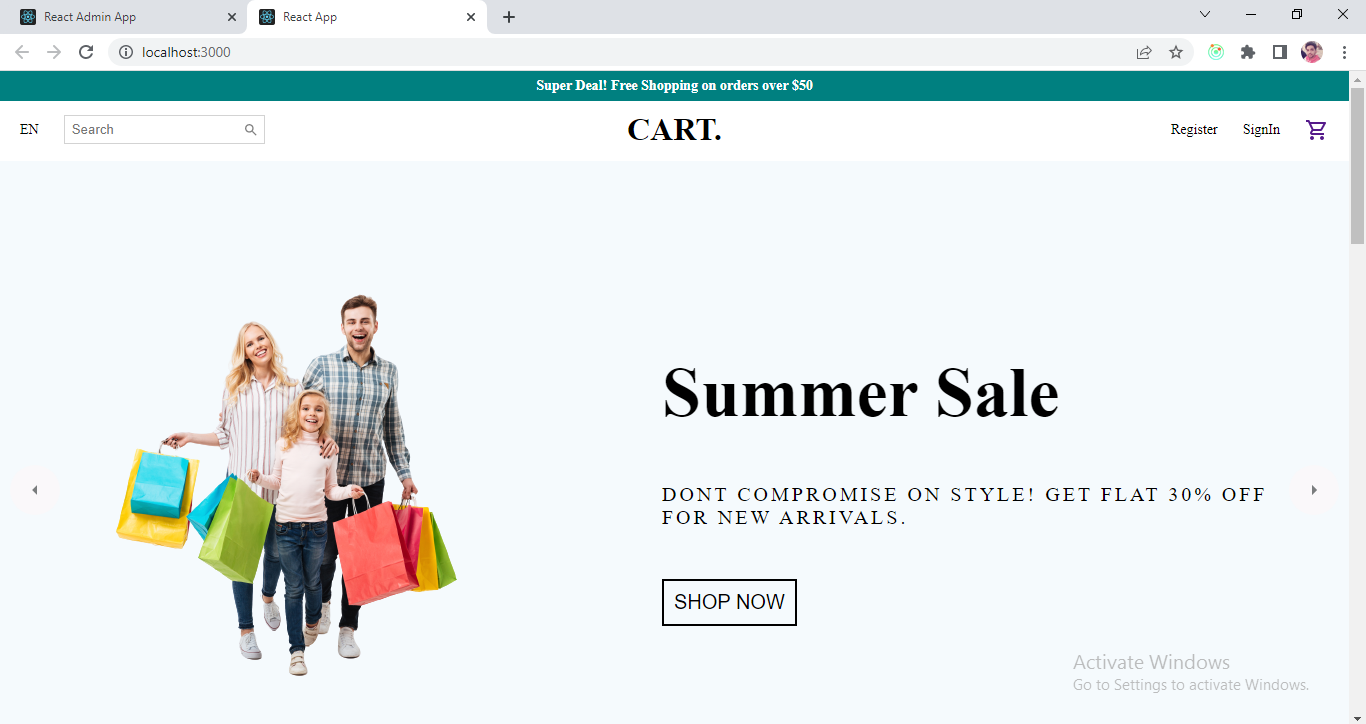 React Admin App
React App
localhost:3000
Super Deal! Free Shopping on orders over $50
EN
Search
CART.
Register
SignIn
Summer Sale
DONT COMPROMISE ON STYLE! GET FLAT 30% OFF
FOR NEW ARRIVALS.
SHOP NOW
Activate Windows
Go to Settings to activate Windows.